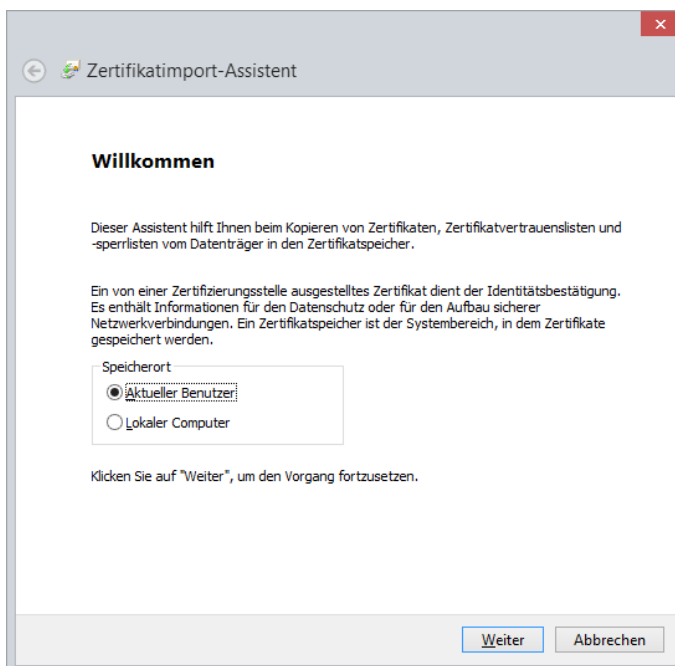 Zertifikatimport-Assistent
Willkommen
Dieser Assistent hilft Ihnen beim Kopieren von Zertifikaten, Zertifikatvertrauenslisten und
-sperrlisten vom Datenträger in den Zertifikatspeicher.
Ein von einer Zertifizierungsstelle ausgestelltes Zertifikat dient der Identitätsbestätigung.
Es enthält Informationen für den Datenschutz oder für den Aufbau sicherer
Netzwerkverbindungen. Ein Zertifikatspeicher ist der Systembereich, in dem Zertifikate
gespeichert werden.
Speicherort
Aktueller Benutzer
Lokaler Computer
Klicken Sie auf "Weiter", um den Vorgang fortzusetzen.
Weiter Abbrechen